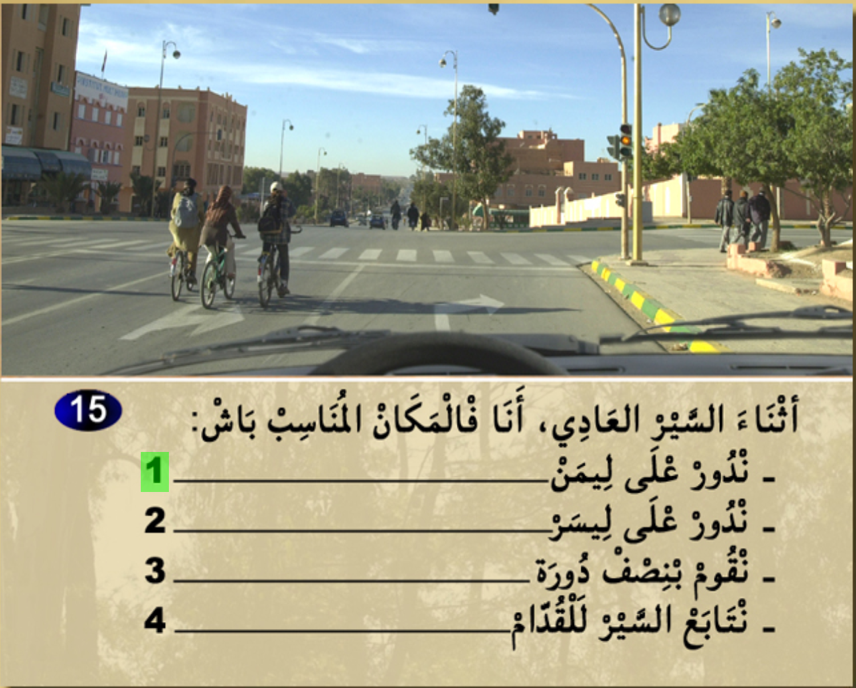 15
أثْنَاءَ السَّيْرْ العَادِي، أَنَا فْالْمَكَانْ المُنَاسِبْ بَاشْ:
ـ نْدُورْ عْلَى لِيمَنْ 1
ـ نْدُورْ عْلَى لِيسَرْ 2
ـ نْقُومْ بْنِصْفْ دُورَة 3
ـ نْتَابَعْ السَّيْرْ لَلْقُدّامْ 4